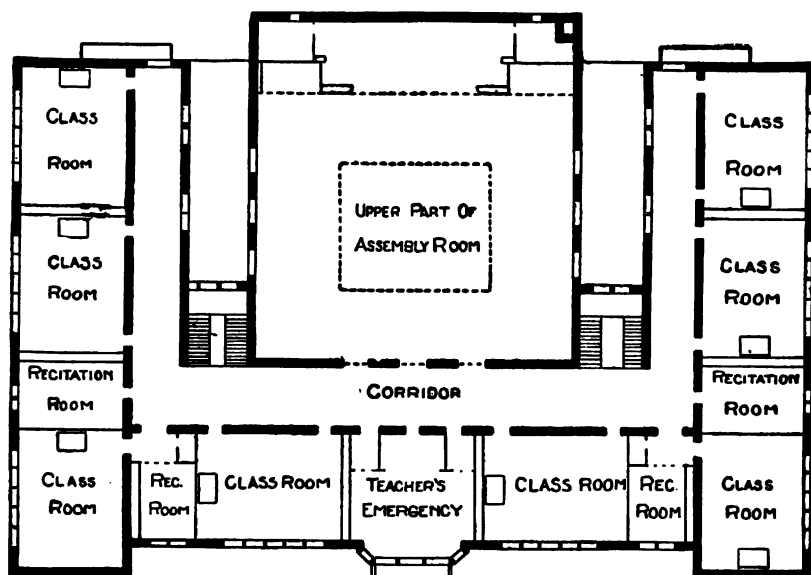 CLASS
ROOM
CLASS
ROOM
UPPER PART OF
ASSEMBLY ROOM
CLASS
ROOM
CLASS
ROOM
RECITATION
ROOM
CORRIDOR
RECITATION
ROOM
CLASS
ROOM
REC.
ROOM
CLASS ROOM
TEACHER'S
EMERGENCY
CLASS ROOM
REC.
ROOM
CLASS
ROOM